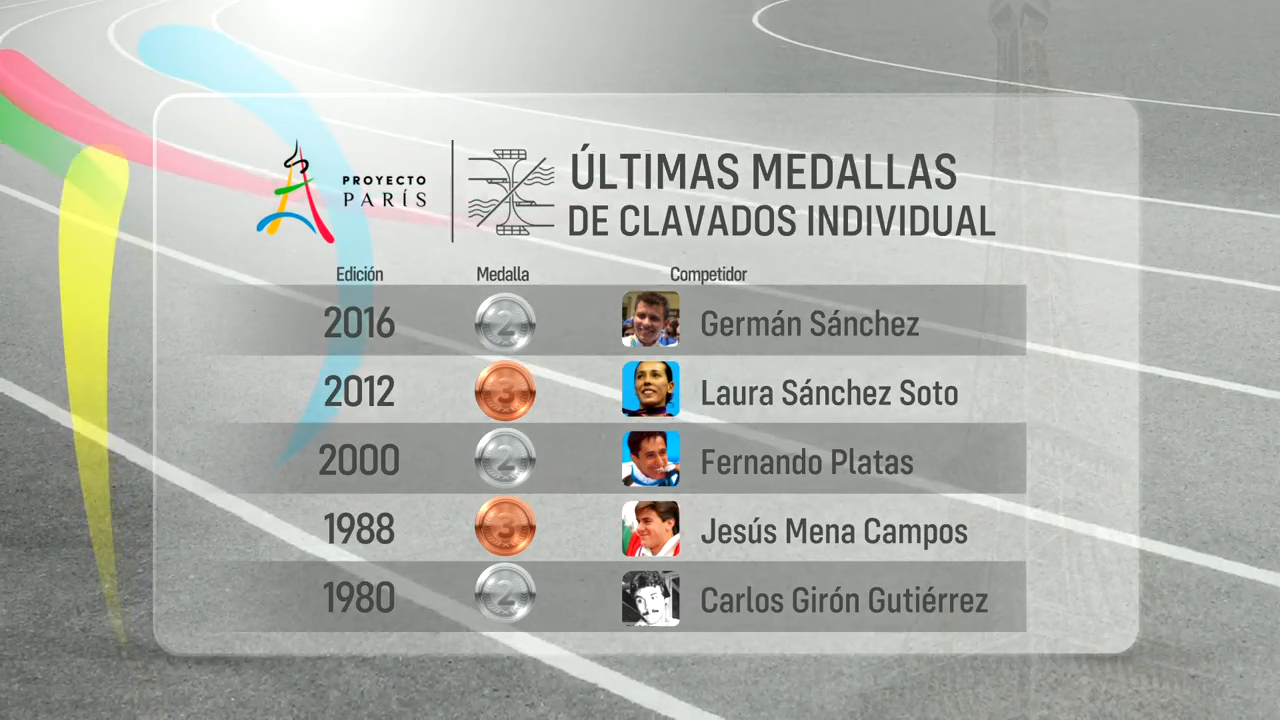 PROYECTO
PARÍS
ÚLTIMAS MEDALLAS
DE CLAVADOS INDIVIDUAL
Edición Medalla Competidor
2016 2 Germán Sánchez
2012 3 Laura Sánchez Soto
2000 2 Fernando Platas
1988 3 Jesús Mena Campos
1980 2 Carlos Girón Gutiérrez